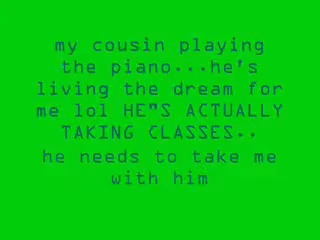 my cousin playing
the piano...he's
living the dream for
me lol HE"S ACTUALLY
TAKING CLASSES..
he needs to take me
with him